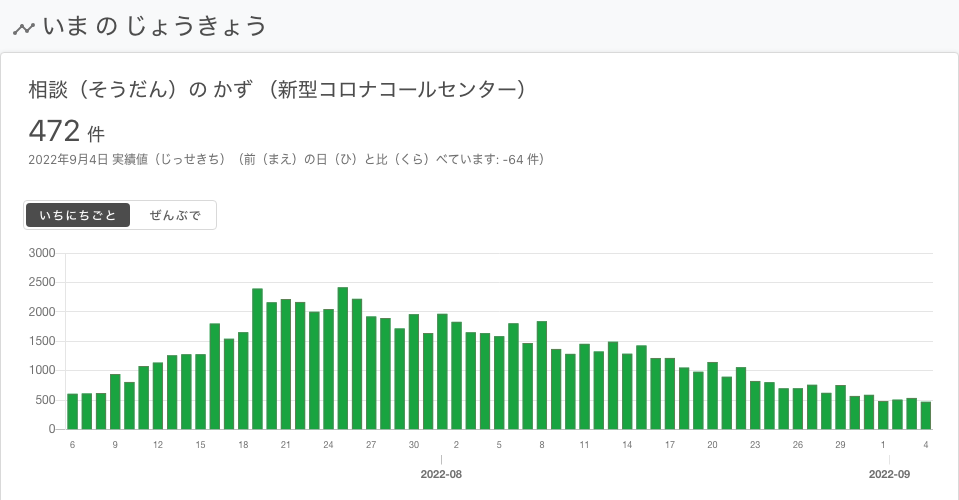 いま の じょうきょう
相談（そうだん）の かず （新型コロナコールセンター）
472 件
2022年9月4日 実績値（じっせきち）（前（まえ）の日（ひ）と比（くら）べています: -64 件）
いちにちごと ぜんぶで
3000
2500
2000
1500
1000
500
0
6 9 12 15 18 21 24 27 30 2 5 8 11 14 17 20 23 26 29 1 4
2022-08 2022-09